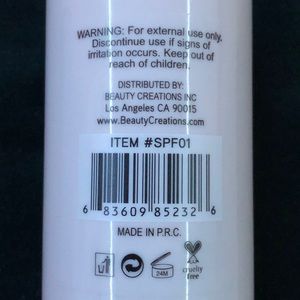 WARNING: For external use only.
Discontinue use if signs of
irritation occurs. Keep out of
reach of children.
DISTRIBUTED BY:
BEAUTY CREATIONS INC
Los Angeles CA 90015
www.BeautyCreations.com
ITEM #SPF01
6 83609 85232 6
MADE IN P.R.C.
24M
cruelty
free